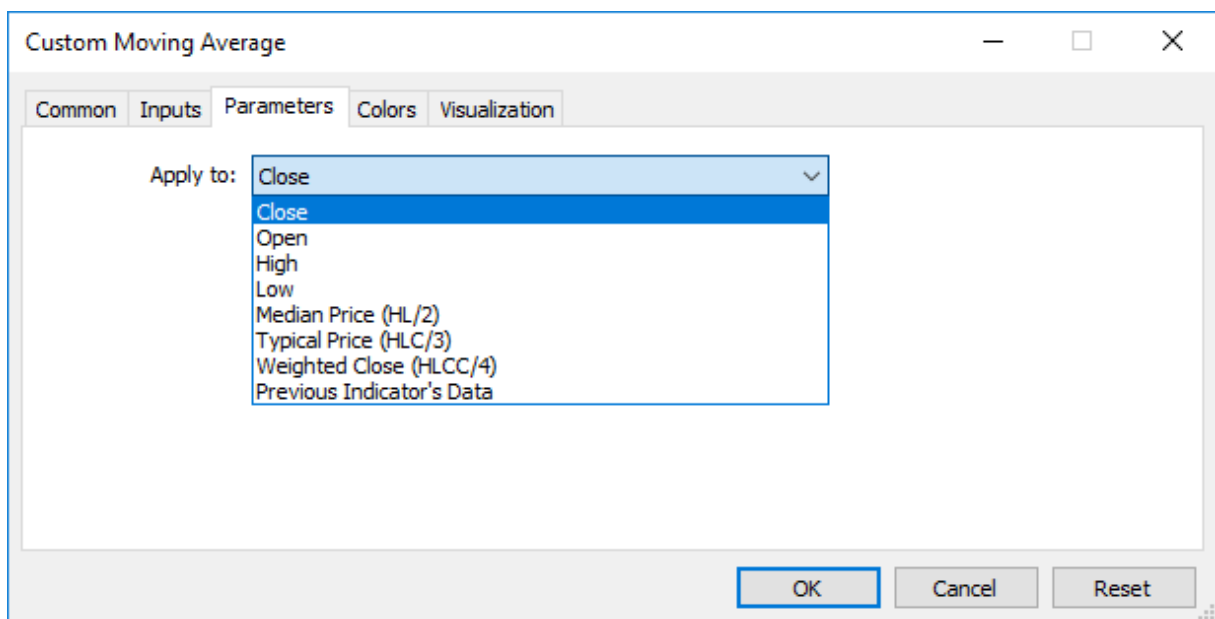 Custom Moving Average
Common Inputs Parameters Colors Visualization
Apply to: Close
Close
Open
High
Low
Median Price (HL/2)
Typical Price (HLC/3)
Weighted Close (HLCC/4)
Previous Indicator's Data
OK Cancel Reset